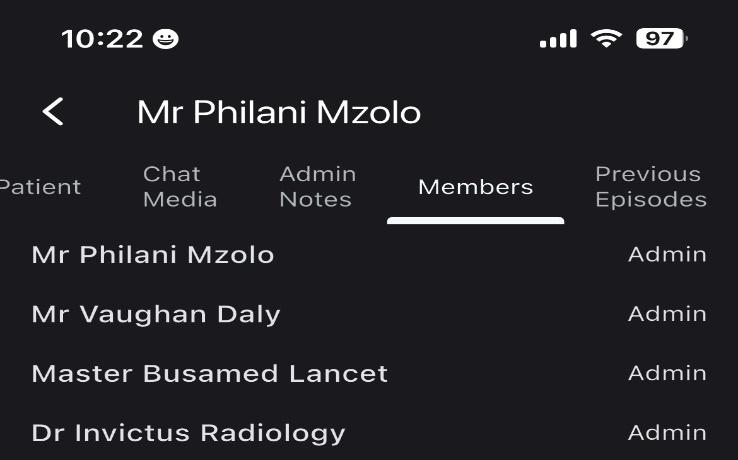 10:22
97
Mr Philani Mzolo
Patient
Chat Media
Admin Notes
Members
Previous Episodes
Mr Philani Mzolo Admin
Mr Vaughan Daly Admin
Master Busamed Lancet Admin
Dr Invictus Radiology Admin